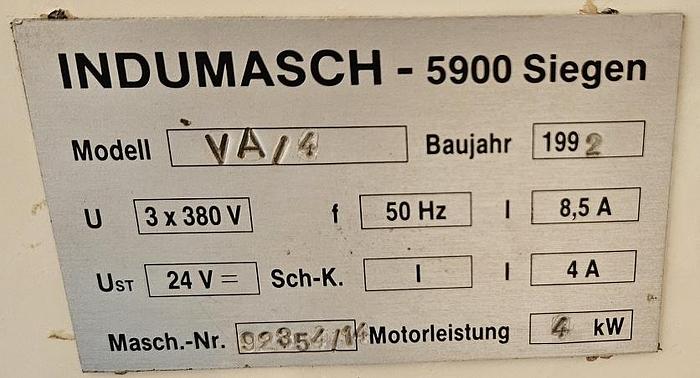 INDUMASCH - 5900 Siegen
Modell VA/4 Baujahr 1992
U 3 x 380 V f 50 Hz I 8,5 A
UST 24 V = Sch-K. I I 4 A
Masch.-Nr. 92354/14 Motorleistung 4 kW